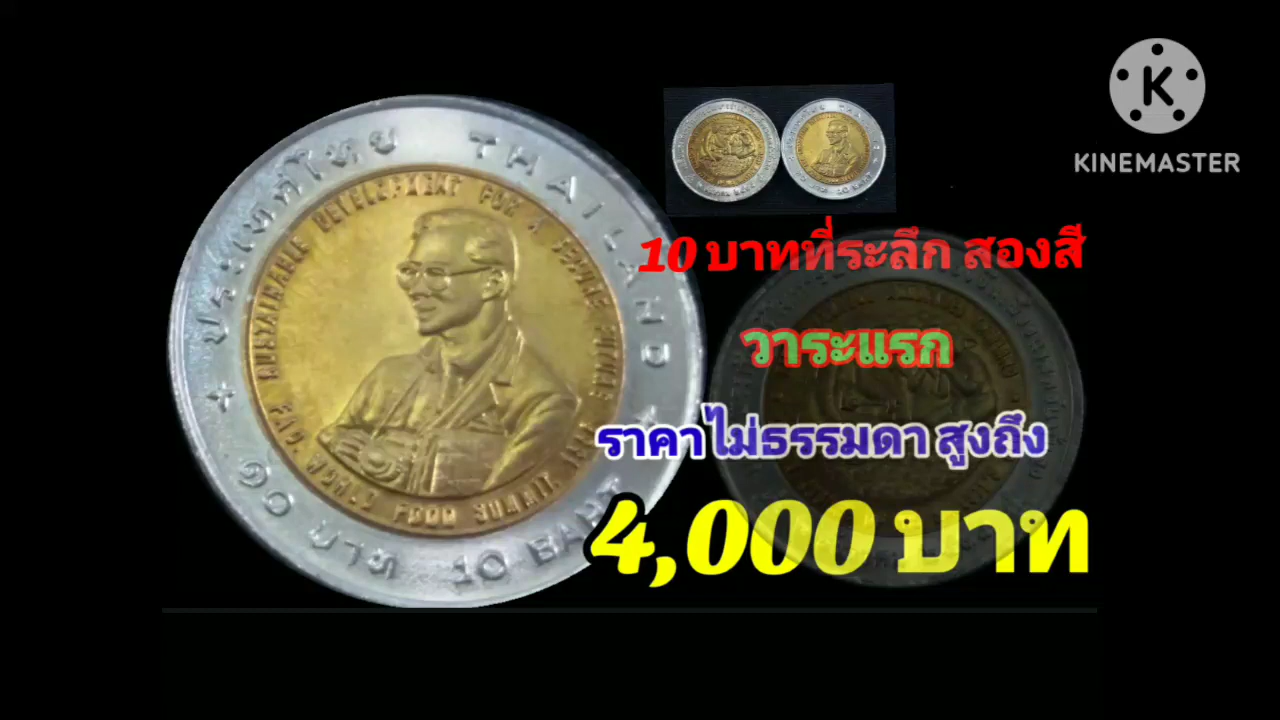 ประเทศไทย THAILAND
SUSTAINABLE DEVELOPMENT FOR A SECURE FUTURE
WORLD FOOD SUMMIT
๑๐ บาท 10 BAHT
K
KINEMASTER
10 บาทที่ระลึก สองสี
วาระแรก
ราคาไม่ธรรมดา สูงถึง
4,000 บาท